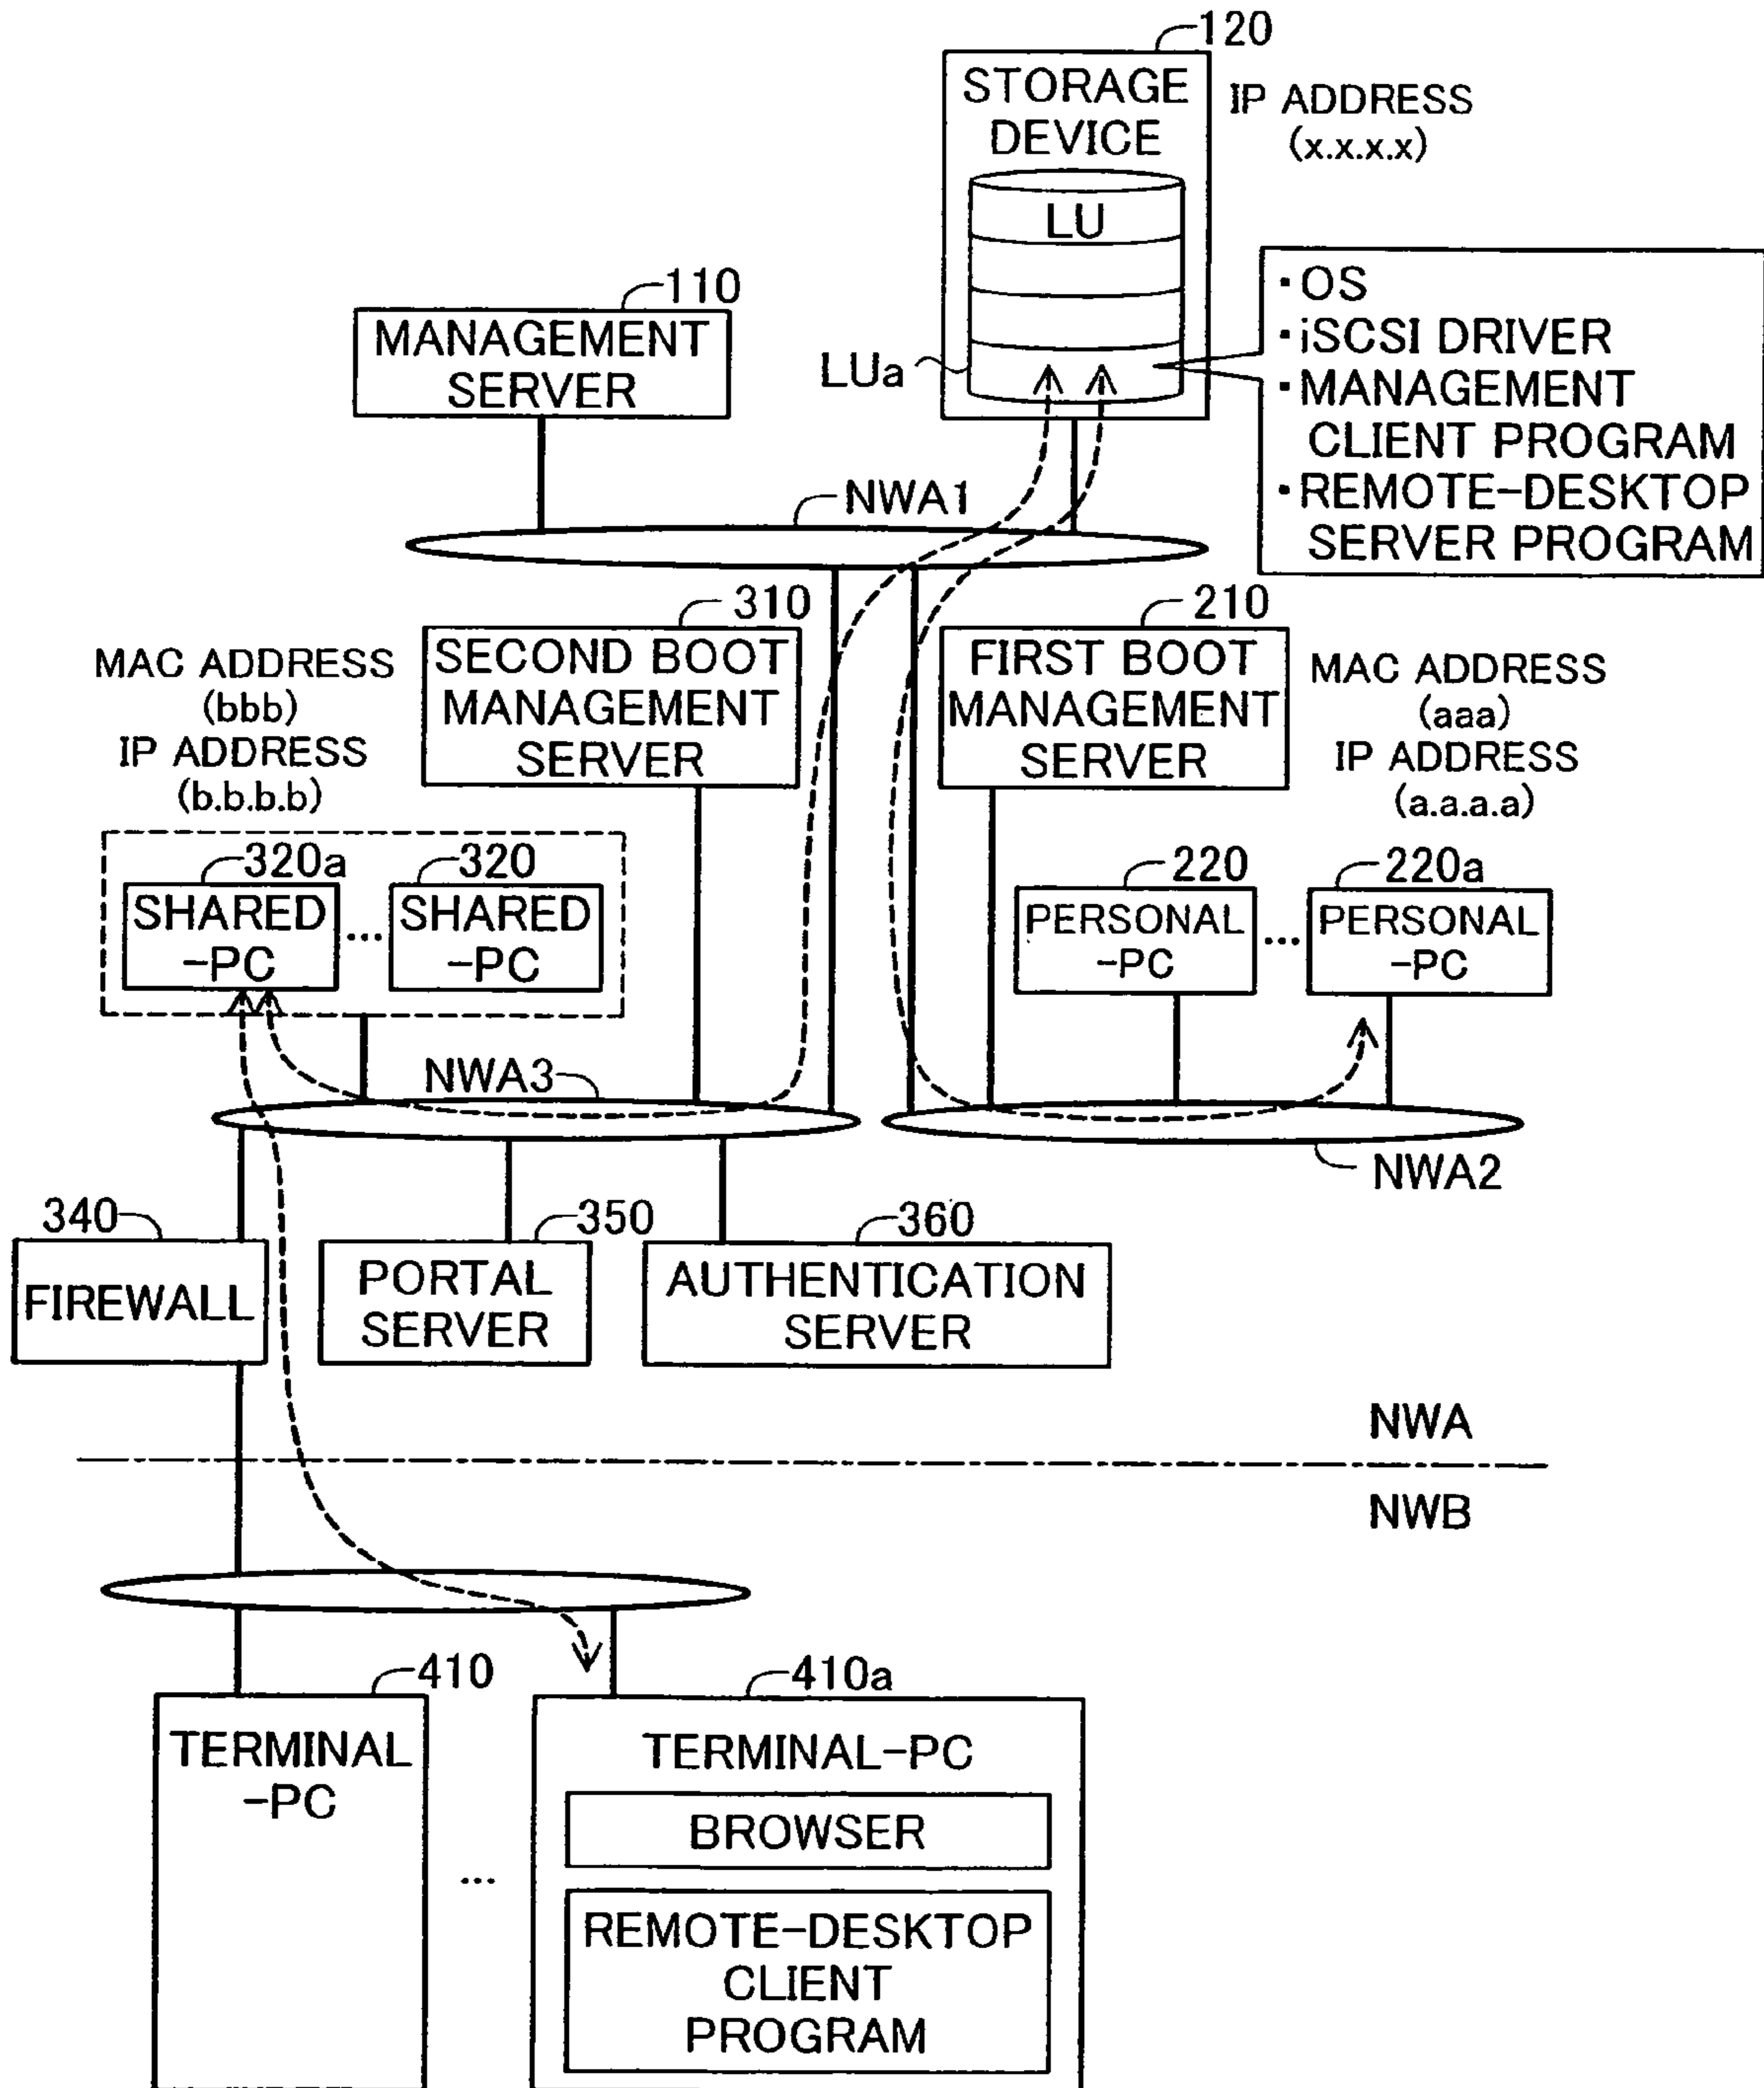 120
STORAGE
DEVICE
IP ADDRESS
(x.x.x.x)
LU
LUa
・OS
・iSCSI DRIVER
・MANAGEMENT
CLIENT PROGRAM
・REMOTE-DESKTOP
SERVER PROGRAM
110
MANAGEMENT
SERVER
NWA1
310
SECOND BOOT
MANAGEMENT
SERVER
210
FIRST BOOT
MANAGEMENT
SERVER
MAC ADDRESS
(bbb)
IP ADDRESS
(b.b.b.b)
MAC ADDRESS
(aaa)
IP ADDRESS
(a.a.a.a)
320a
SHARED
-PC
...
320
SHARED
-PC
220
PERSONAL
-PC
...
220a
PERSONAL
-PC
NWA3
NWA2
340
FIREWALL
350
PORTAL
SERVER
360
AUTHENTICATION
SERVER
NWA
NWB
410
TERMINAL
-PC
...
410a
TERMINAL-PC
BROWSER
REMOTE-DESKTOP
CLIENT
PROGRAM